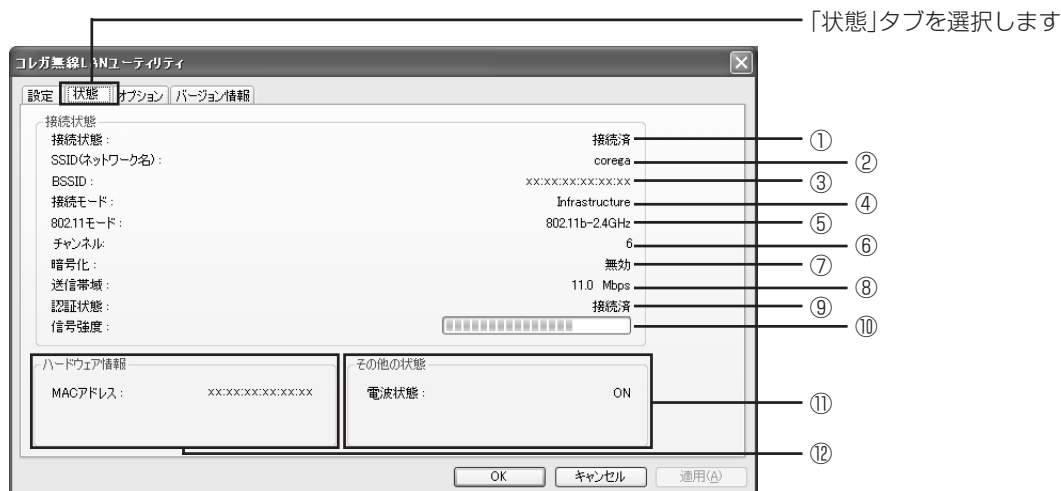 「状態」タブを選択します
コレガ無線LANユーティリティ
設定 状態 オプション バージョン情報
接続状態
接続状態： 接続済 ①
SSID(ネットワーク名)： corega ②
BSSID： xx:xx:xx:xx:xx:xx ③
接続モード： Infrastructure ④
802.11モード： 802.11b-2.4GHz ⑤
チャンネル: 6 ⑥
暗号化： 無効 ⑦
送信帯域： 11.0 Mbps ⑧
認証状態： 接続済 ⑨
信号強度： ⑩
ハードウェア情報 その他の状態
MACアドレス： xx:xx:xx:xx:xx:xx 電波状態： ON ⑪
⑫
OK キャンセル 適用(A)